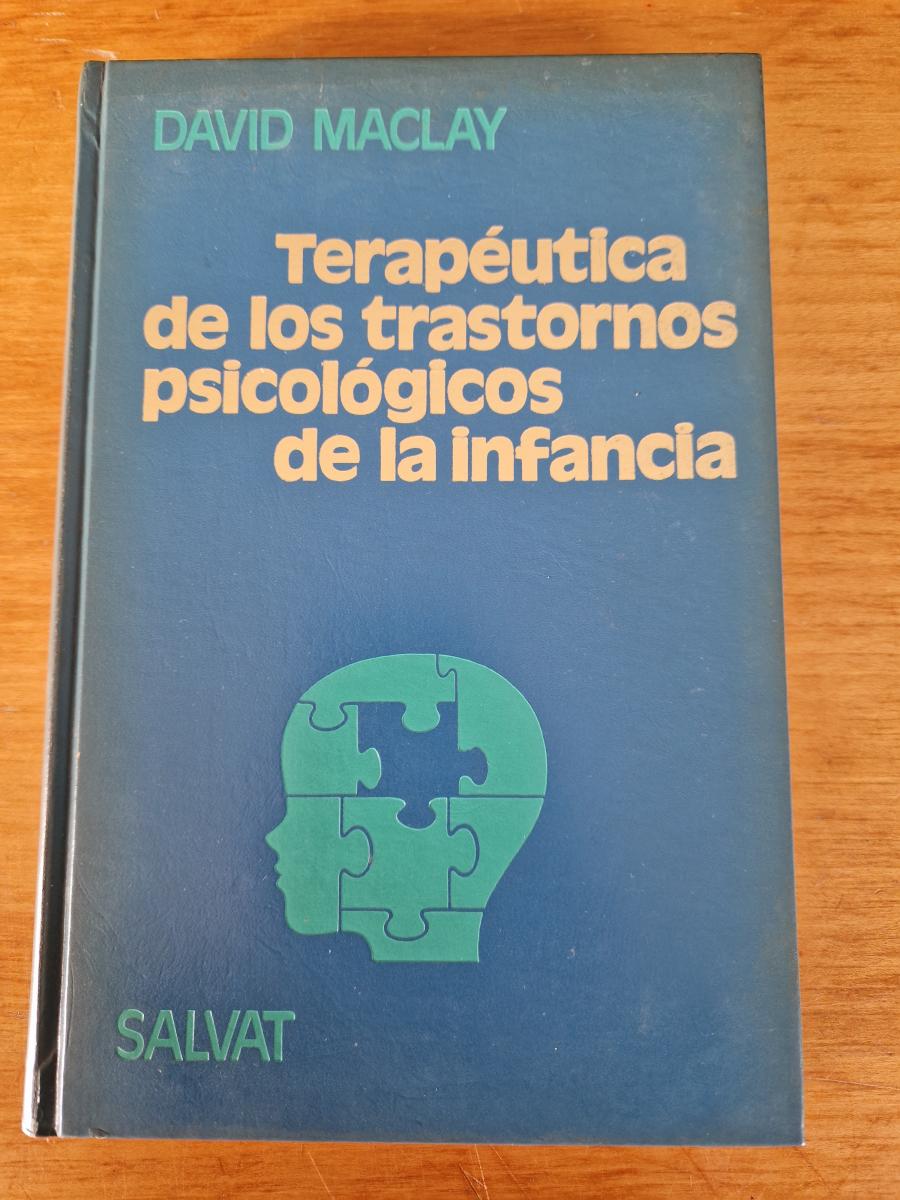 DAVID MACLAY
Terapéutica
de los trastornos
psicológicos
de la infancia
SALVAT